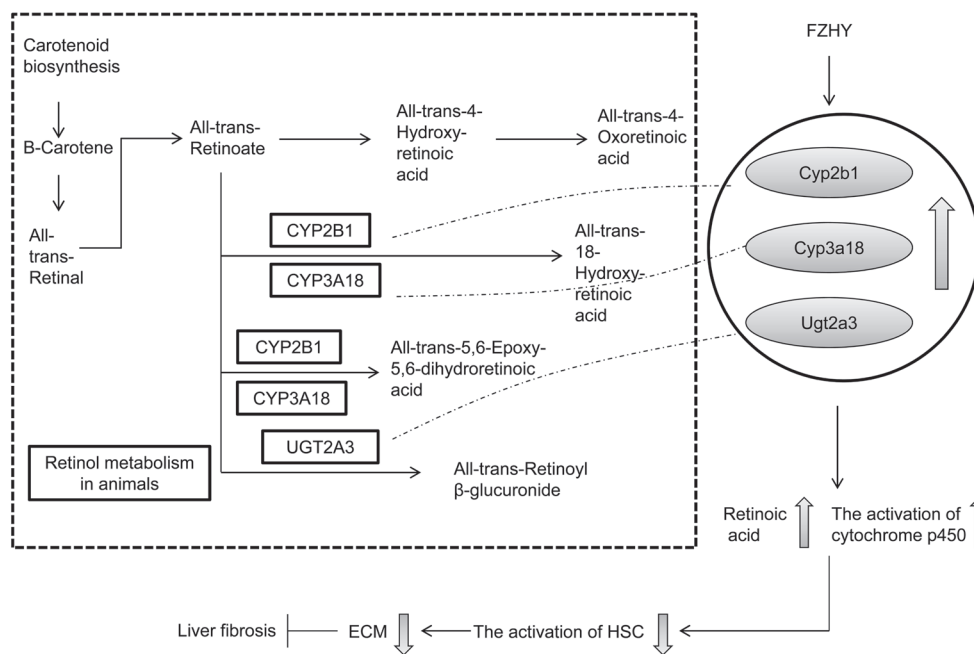 Carotenoid
biosynthesis
B-Carotene
All-
trans-
Retinal
All-trans-
Retinoate
All-trans-4-
Hydroxy-
retinoic
acid
All-trans-4-
Oxoretinoic
acid
CYP2B1
CYP3A18
All-trans-
18-
Hydroxy-
retinoic
acid
CYP2B1
CYP3A18
All-trans-5,6-Epoxy-
5,6-dihydroretinoic
acid
UGT2A3
All-trans-Retinoyl
β-glucuronide
Retinol metabolism
in animals
FZHY
Cyp2b1
Cyp3a18
Ugt2a3
Retinoic
acid
The activation of
cytochrome p450
The activation of HSC
ECM
Liver fibrosis